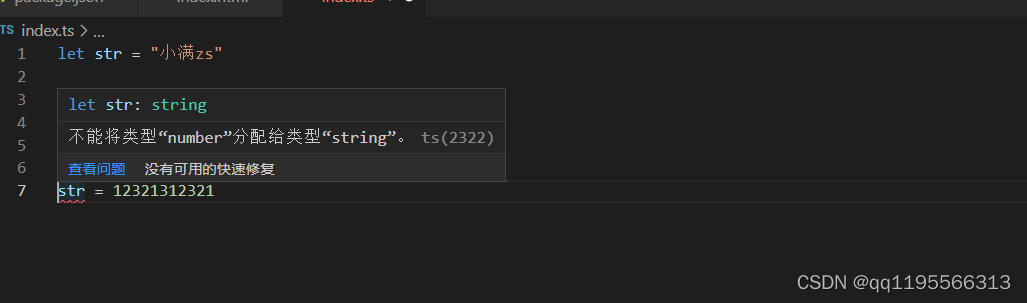 package.json index.html index.ts
TS index.ts > ...
1 let str = "小满zs"
2
3 let str: string
4 不能将类型“number”分配给类型“string”。 ts(2322)
5
6 查看问题 没有可用的快速修复
7 str = 12321312321
CSDN @qq1195566313